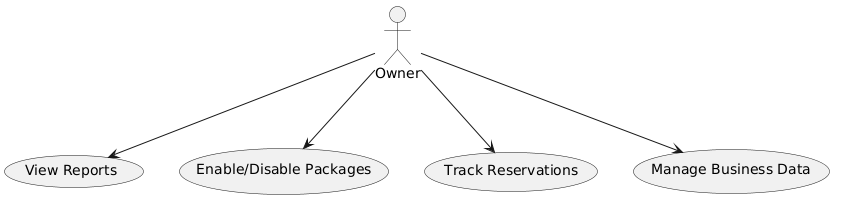 Owner
View Reports
Enable/Disable Packages
Track Reservations
Manage Business Data